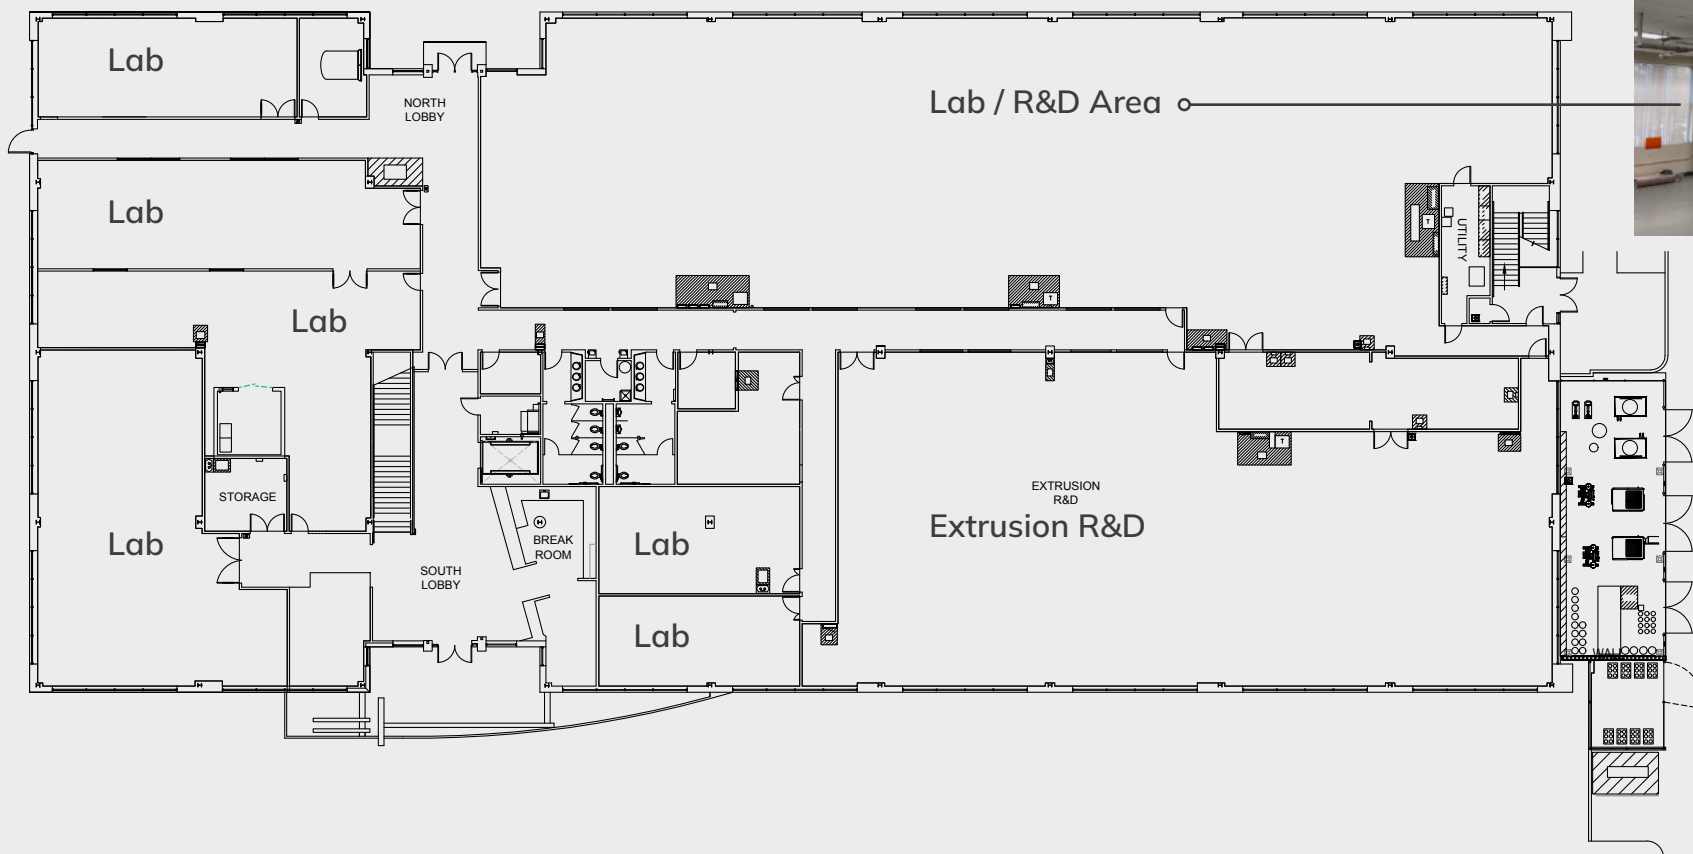 Lab
NORTH
LOBBY
Lab / R&D Area
Lab
UTILITY
T
T
Lab
T
STORAGE
EXTRUSION
R&D
Extrusion R&D
Lab
BREAK
ROOM
Lab
SOUTH
LOBBY
Lab